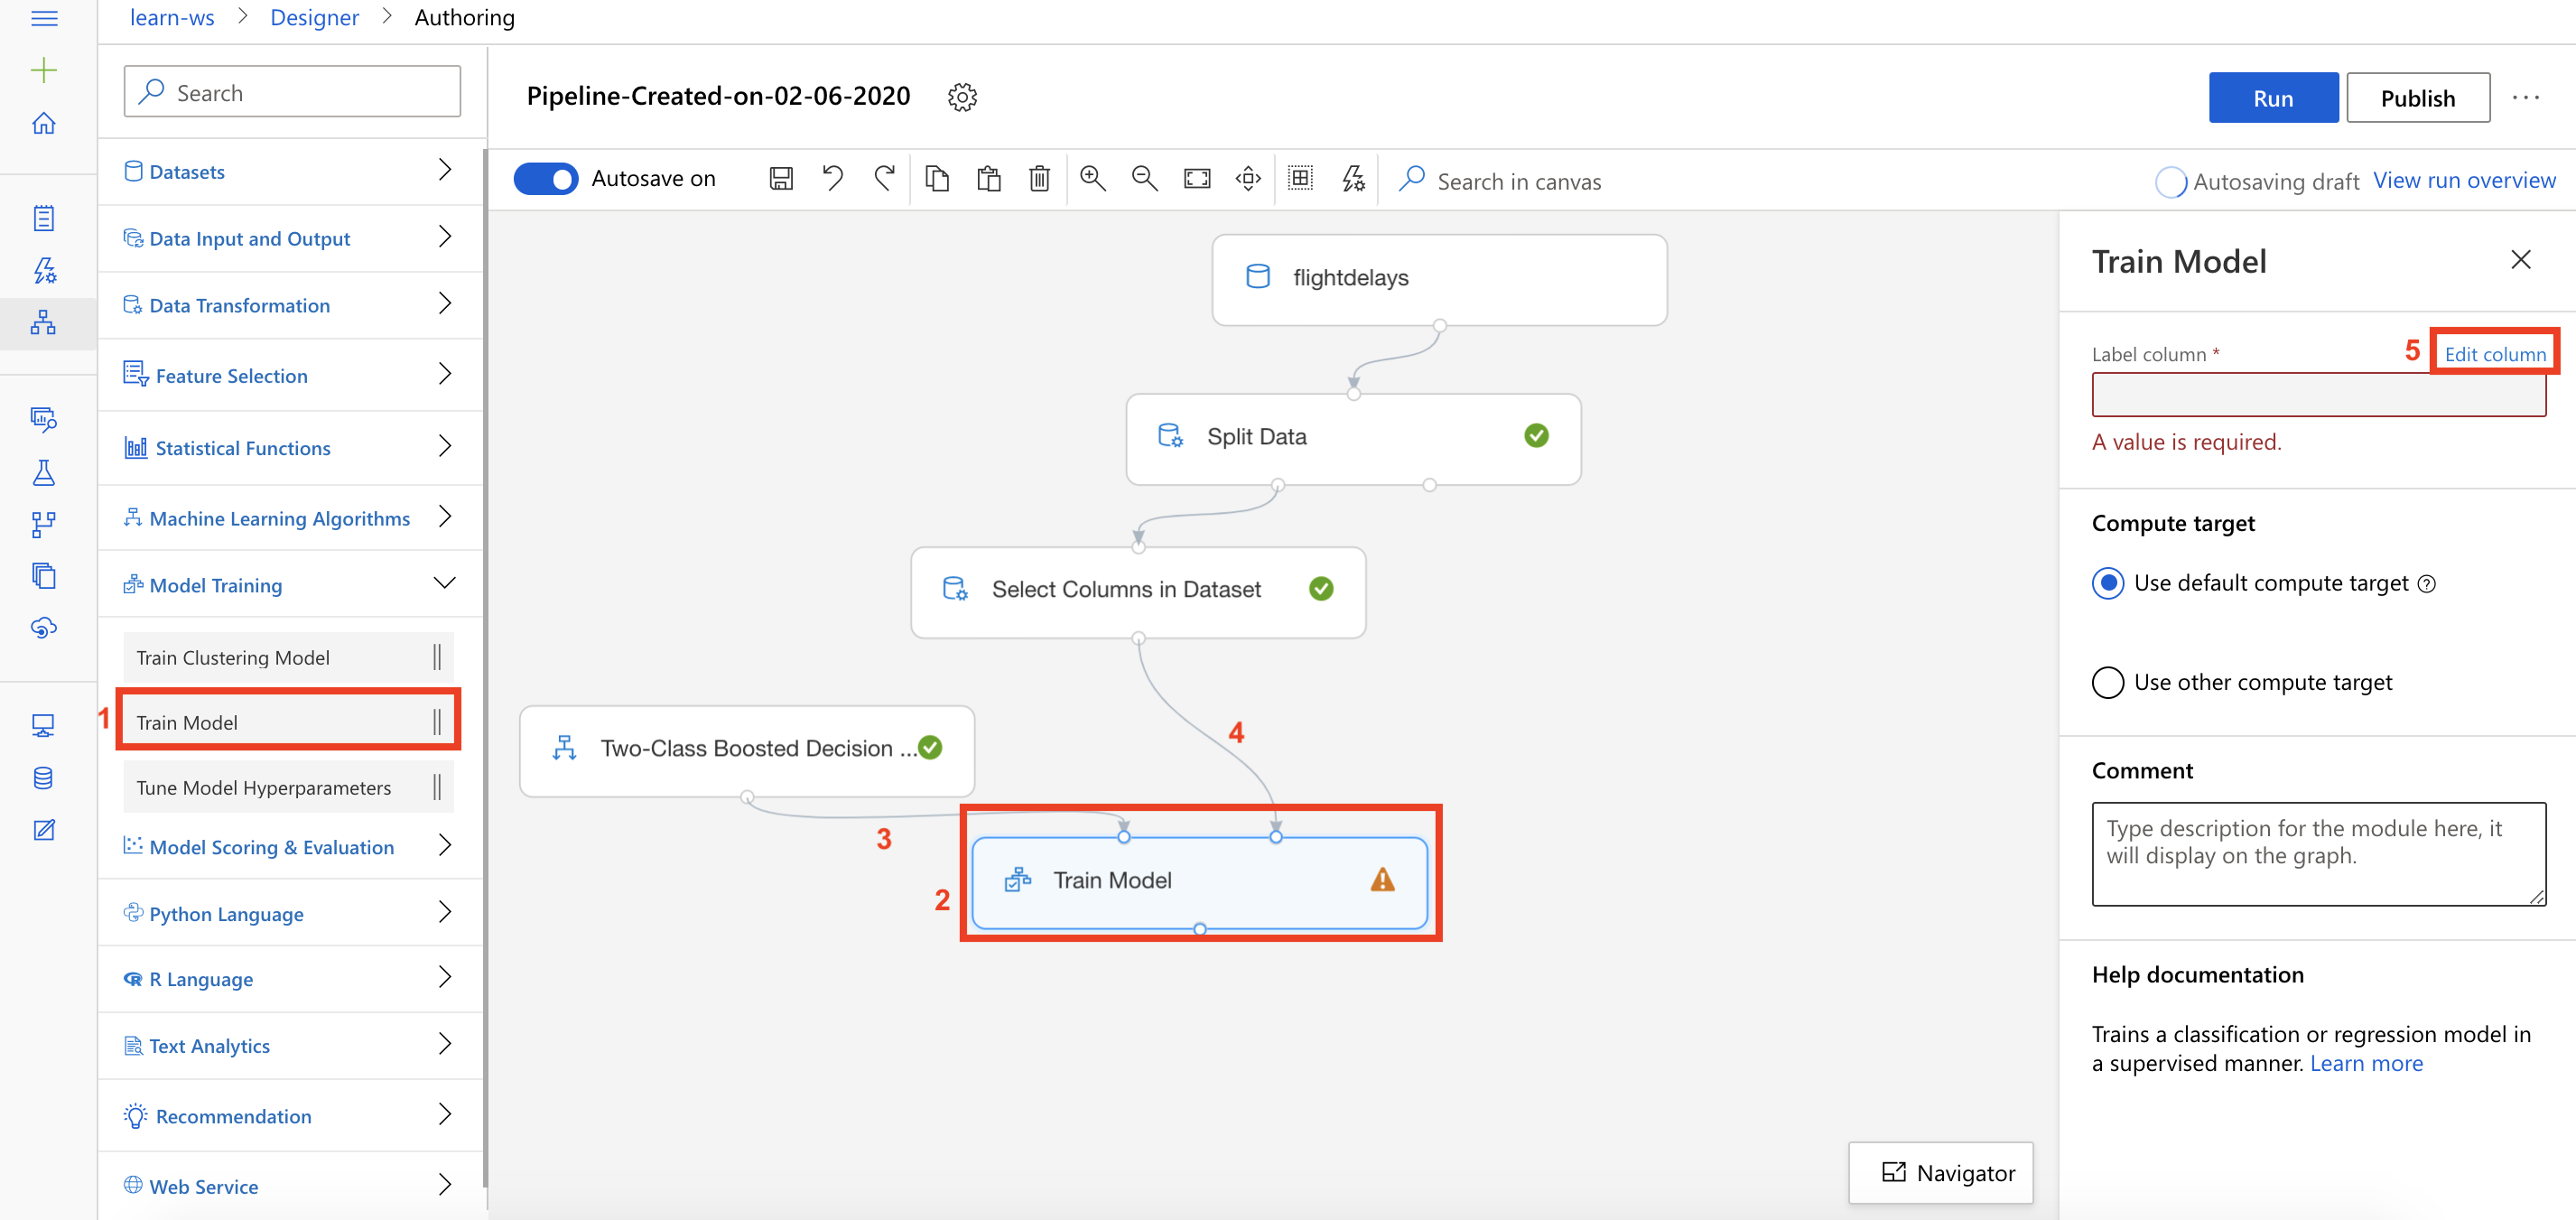 learn-ws > Designer > Authoring
Search
Datasets
Data Input and Output
Data Transformation
Feature Selection
Statistical Functions
Machine Learning Algorithms
Model Training
Train Clustering Model
1 Train Model
Tune Model Hyperparameters
Model Scoring & Evaluation
Python Language
R Language
Text Analytics
Recommendation
Web Service
Pipeline-Created-on-02-06-2020
Run
Publish
Autosave on
Search in canvas
Autosaving draft
View run overview
flightdelays
Split Data
Select Columns in Dataset
Two-Class Boosted Decision ...
4
3
2
Train Model
Navigator
Train Model
Label column *
5 Edit column
A value is required.
Compute target
Use default compute target
Use other compute target
Comment
Type description for the module here, it
will display on the graph.
Help documentation
Trains a classification or regression model in
a supervised manner. Learn more